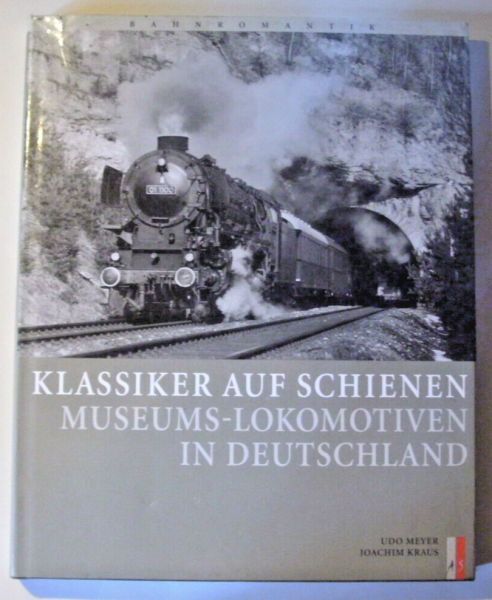 BAHNROMANTIK
KLASSIKER AUF SCHIENEN
MUSEUMS-LOKOMOTIVEN
IN DEUTSCHLAND
UDO MEYER
JOACHIM KRAUS
A S